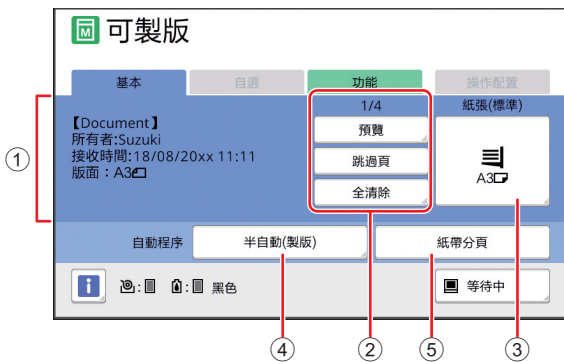 可製版
基本 自選 功能 操作配置
1/4 紙張(標準)
【Document】
所有者:Suzuki
接收時間:18/08/20xx 11:11
版面：A3
預覽
跳過頁
全清除
A3
自動程序 半自動(製版) 紙帶分頁
黑色 等待中
① ② ③ ④ ⑤